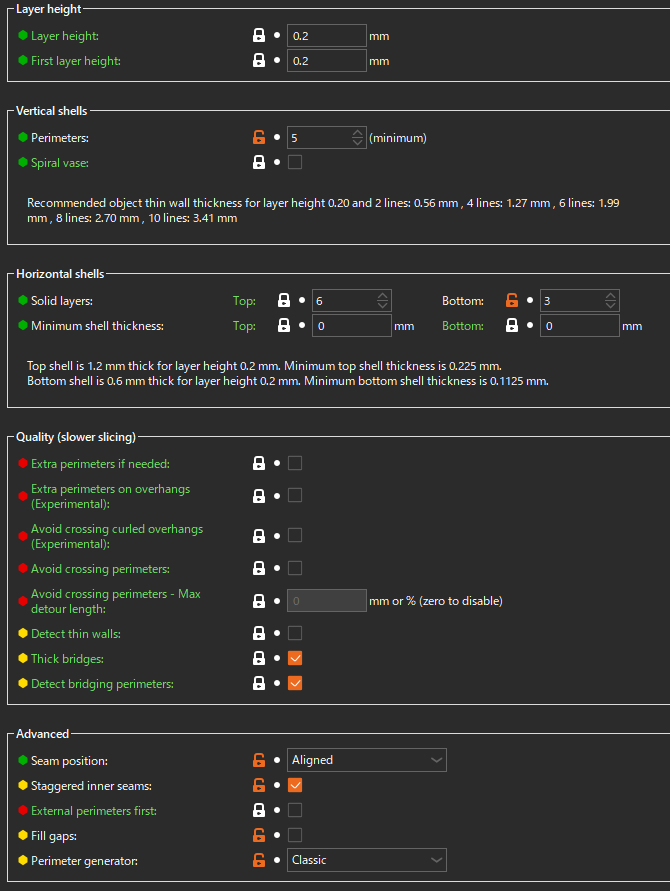 Layer height
Layer height: 0.2 mm
First layer height: 0.2 mm
Vertical shells
Perimeters: 5 (minimum)
Spiral vase:
Recommended object thin wall thickness for layer height 0.20 and 2 lines: 0.56 mm , 4 lines: 1.27 mm , 6 lines: 1.99
mm , 8 lines: 2.70 mm , 10 lines: 3.41 mm
Horizontal shells
Solid layers: Top: 6 Bottom: 3
Minimum shell thickness: Top: 0 mm Bottom: 0 mm
Top shell is 1.2 mm thick for layer height 0.2 mm. Minimum top shell thickness is 0.225 mm.
Bottom shell is 0.6 mm thick for layer height 0.2 mm. Minimum bottom shell thickness is 0.1125 mm.
Quality (slower slicing)
Extra perimeters if needed:
Extra perimeters on overhangs
(Experimental):
Avoid crossing curled overhangs
(Experimental):
Avoid crossing perimeters:
Avoid crossing perimeters - Max
detour length: 0 mm or % (zero to disable)
Detect thin walls:
Thick bridges:
Detect bridging perimeters:
Advanced
Seam position: Aligned
Staggered inner seams:
External perimeters first:
Fill gaps:
Perimeter generator: Classic